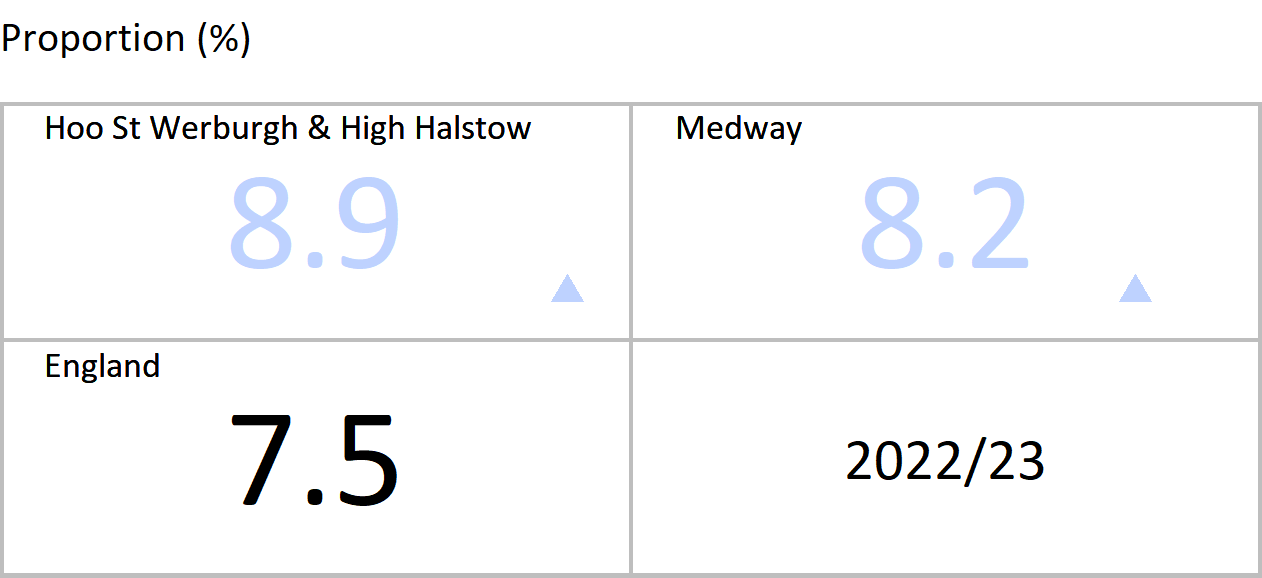 Proportion (%)
Hoo St Werburgh & High Halstow
8.9
Medway
8.2
England
7.5
2022/23